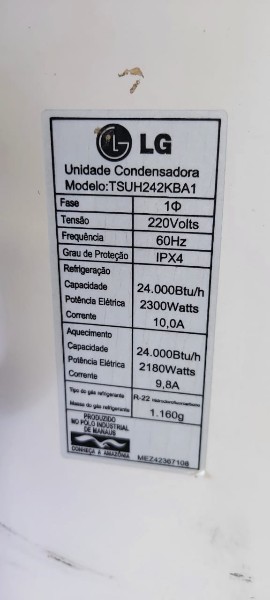 LG
Unidade Condensadora
Modelo:TSUH242KBA1
Fase 1Φ
Tensão 220Volts
Frequência 60Hz
Grau de Proteção IPX4
Refrigeração
Capacidade 24.000Btu/h
Potência Elétrica 2300Watts
Corrente 10,0A
Aquecimento
Capacidade 24.000Btu/h
Potência Elétrica 2180Watts
Corrente 9,8A
Tipo do gás refrigerante R-22
Massa do gás refrigerante 1.160g
PRODUZIDO
NO PÓLO INDUSTRIAL
DE MANAUS
CONHEÇA A AMAZÔNIA
MEZ42367108